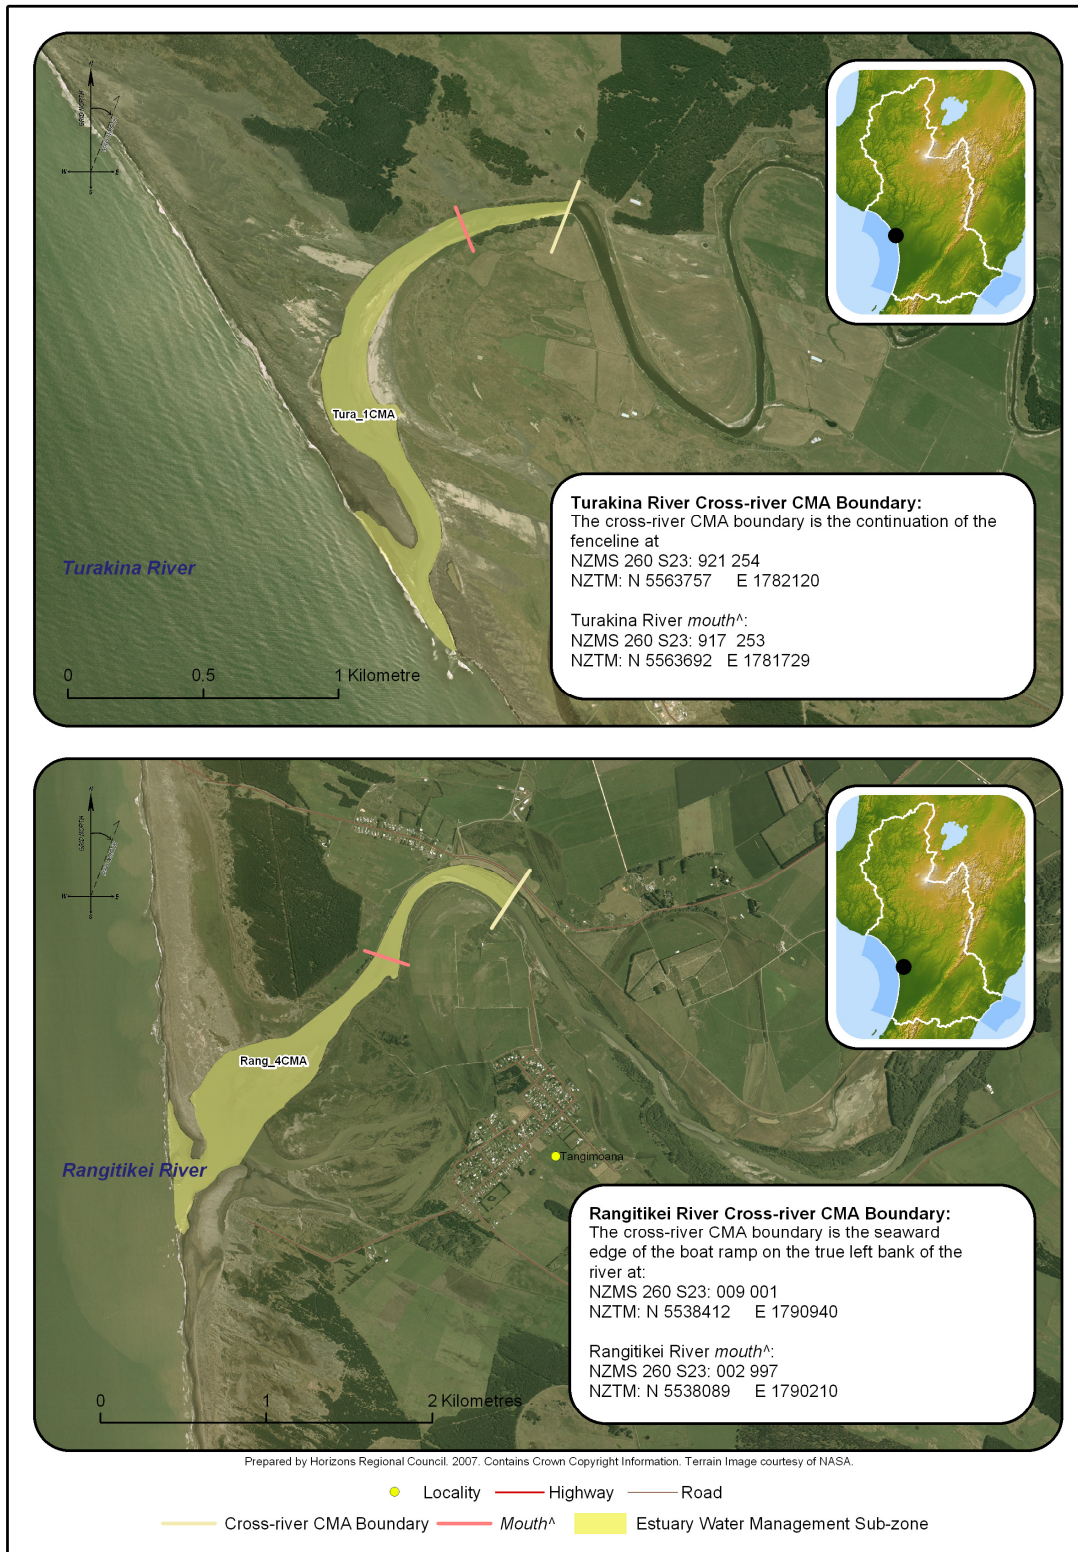 N
GRID NORTH
W
E
S
Tura_1CMA
Turakina River
0
0.5
1 Kilometre
Turakina River Cross-river CMA Boundary:
The cross-river CMA boundary is the continuation of the
fenceline at
NZMS 260 S23: 921 254
NZTM: N 5563757 E 1782120
Turakina River mouth^:
NZMS 260 S23: 917 253
NZTM: N 5563692 E 1781729
N
GRID NORTH
W
E
S
Rang_4CMA
Rangitikei River
Tangimoana
0
1
2 Kilometres
Rangitikei River Cross-river CMA Boundary:
The cross-river CMA boundary is the seaward
edge of the boat ramp on the true left bank of the
river at:
NZMS 260 S23: 009 001
NZTM: N 5538412 E 1790940
Rangitikei River mouth^:
NZMS 260 S23: 002 997
NZTM: N 5538089 E 1790210
Prepared by Horizons Regional Council. 2007. Contains Crown Copyright Information. Terrain Image courtesy of NASA.
Locality Highway Road
Cross-river CMA Boundary Mouth^ Estuary Water Management Sub-zone